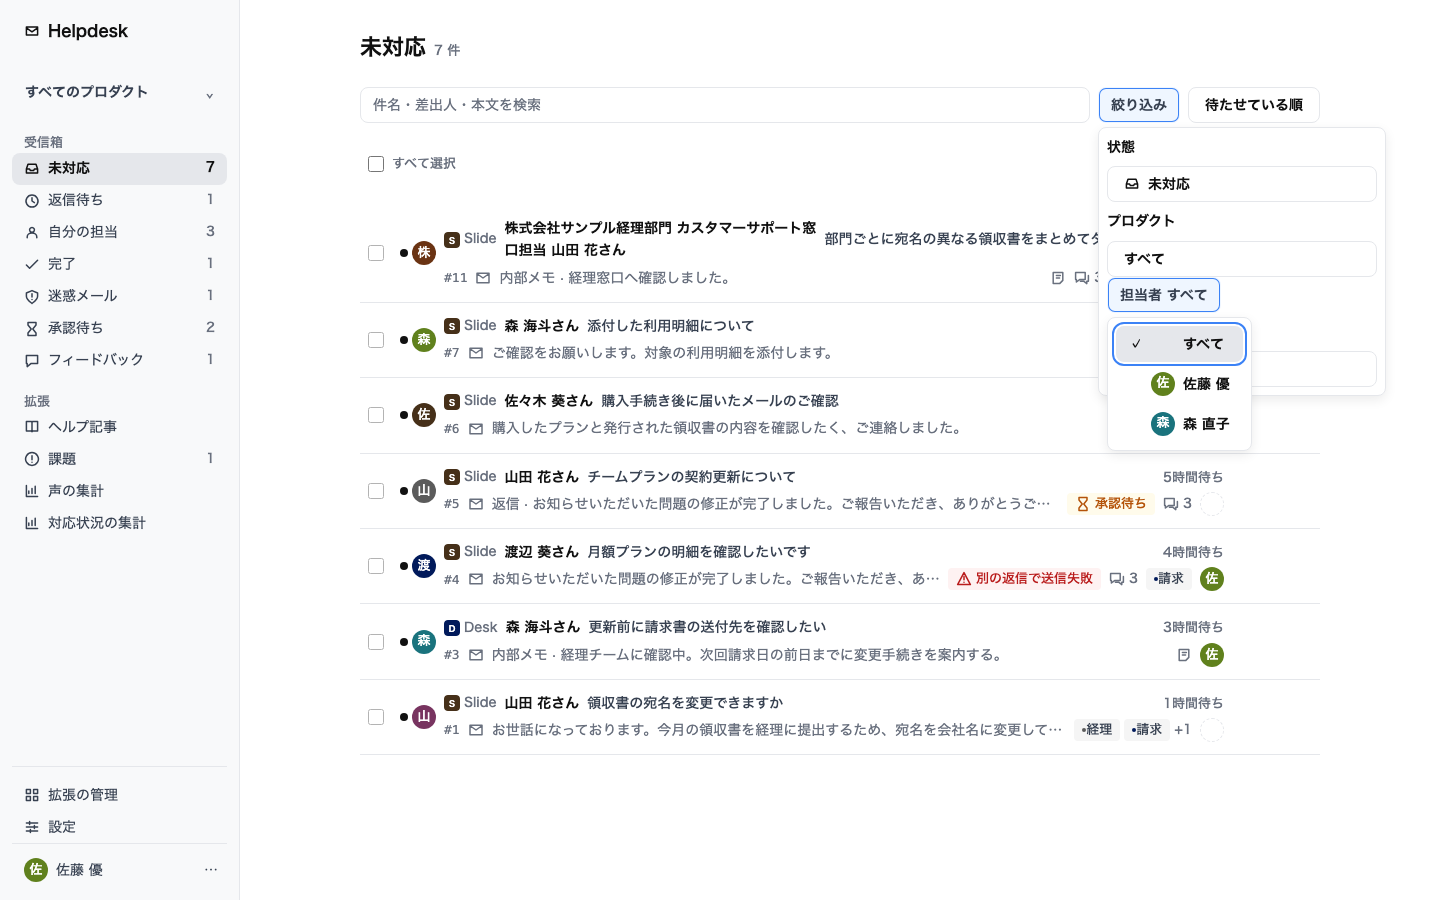 Helpdesk
すべてのプロダクト
受信箱
未対応 7
返信待ち 1
自分の担当 3
完了 1
迷惑メール 1
承認待ち 2
フィードバック 1
拡張
ヘルプ記事
課題 1
声の集計
対応状況の集計
拡張の管理
設定
佐 佐藤 優 …
未対応 7 件
件名・差出人・本文を検索
絞り込み
待たせている順
すべて選択
状態
未対応
プロダクト
すべて
担当者 すべて
✓ すべて
佐 佐藤 優
森 森 直子
株 S Slide 株式会社サンプル経理部門 カスタマーサポート窓
口担当 山田 花さん
部門ごとに宛名の異なる領収書をまとめて
#11 内部メモ · 経理窓口へ確認しました。
森 S Slide 森 海斗さん 添付した利用明細について
#7 ご確認をお願いします。対象の利用明細を添付します。
佐 S Slide 佐々木 葵さん 購入手続き後に届いたメールのご確認
#6 購入したプランと発行された領収書の内容を確認したく、ご連絡しました。
山 S Slide 山田 花さん チームプランの契約更新について 5時間待ち
#5 返信 · お知らせいただいた問題の修正が完了しました。ご報告いただき、ありがとうご… 承認待ち 3
渡 S Slide 渡辺 葵さん 月額プランの明細を確認したいです 4時間待ち
#4 お知らせいただいた問題の修正が完了しました。ご報告いただき、あ… 別の返信で送信失敗 3 •請求 佐
森 D Desk 森 海斗さん 更新前に請求書の送付先を確認したい 3時間待ち
#3 内部メモ · 経理チームに確認中。次回請求日の前日までに変更手続きを案内する。 佐
山 S Slide 山田 花さん 領収書の宛名を変更できますか 1時間待ち
#1 お世話になっております。今月の領収書を経理に提出するため、宛名を会社名に変更して… •経理 •請求 +1